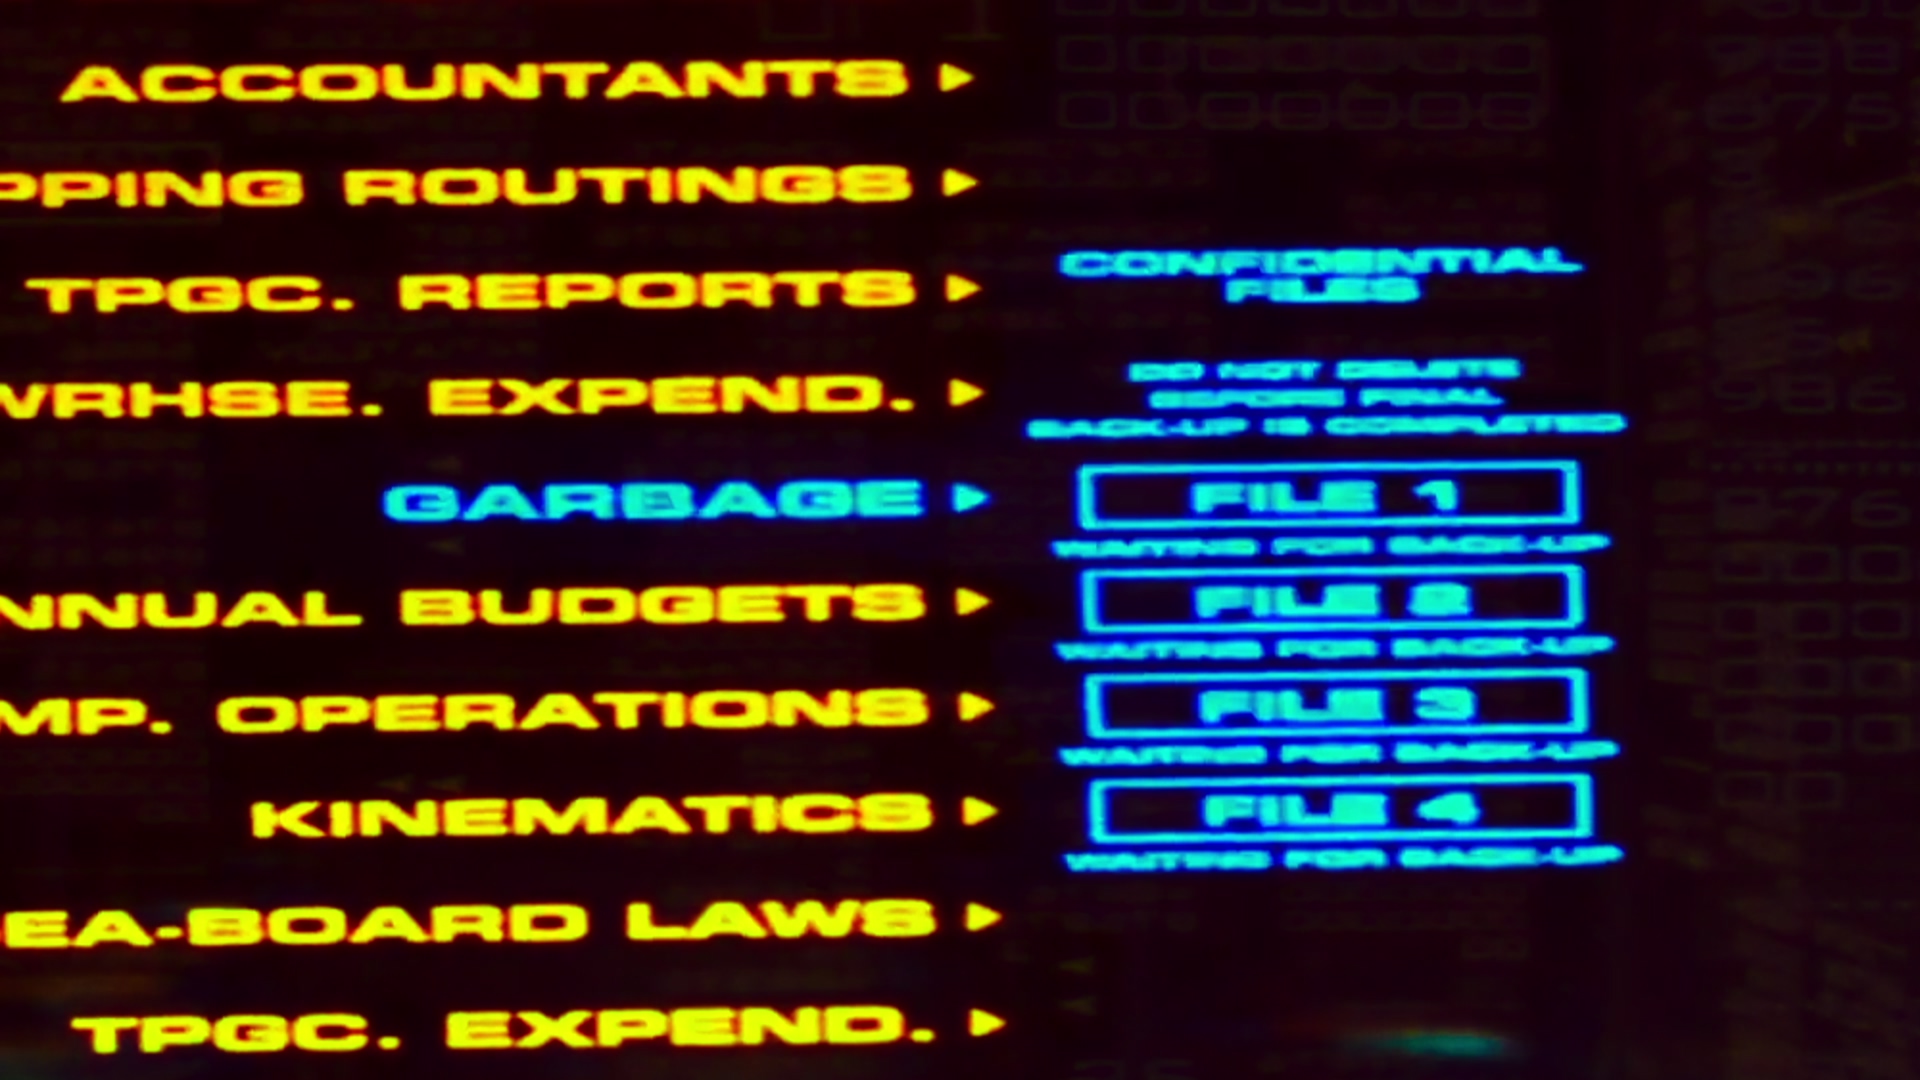 ACCOUNTANTS
PPING ROUTINGS
TPGC. REPORTS
WRHSE. EXPEND.
GARBAGE
NNUAL BUDGETS
MP. OPERATIONS
KINEMATICS
EA-BOARD LAWS
TPGC. EXPEND.
CONFIDENTIAL
FILES
DO NOT DELETE
BEFORE FINAL
BACK-UP IS COMPLETED
FILE 1
WAITING FOR BACK-UP
FILE 2
WAITING FOR BACK-UP
FILE 3
WAITING FOR BACK-UP
FILE 4
WAITING FOR BACK-UP